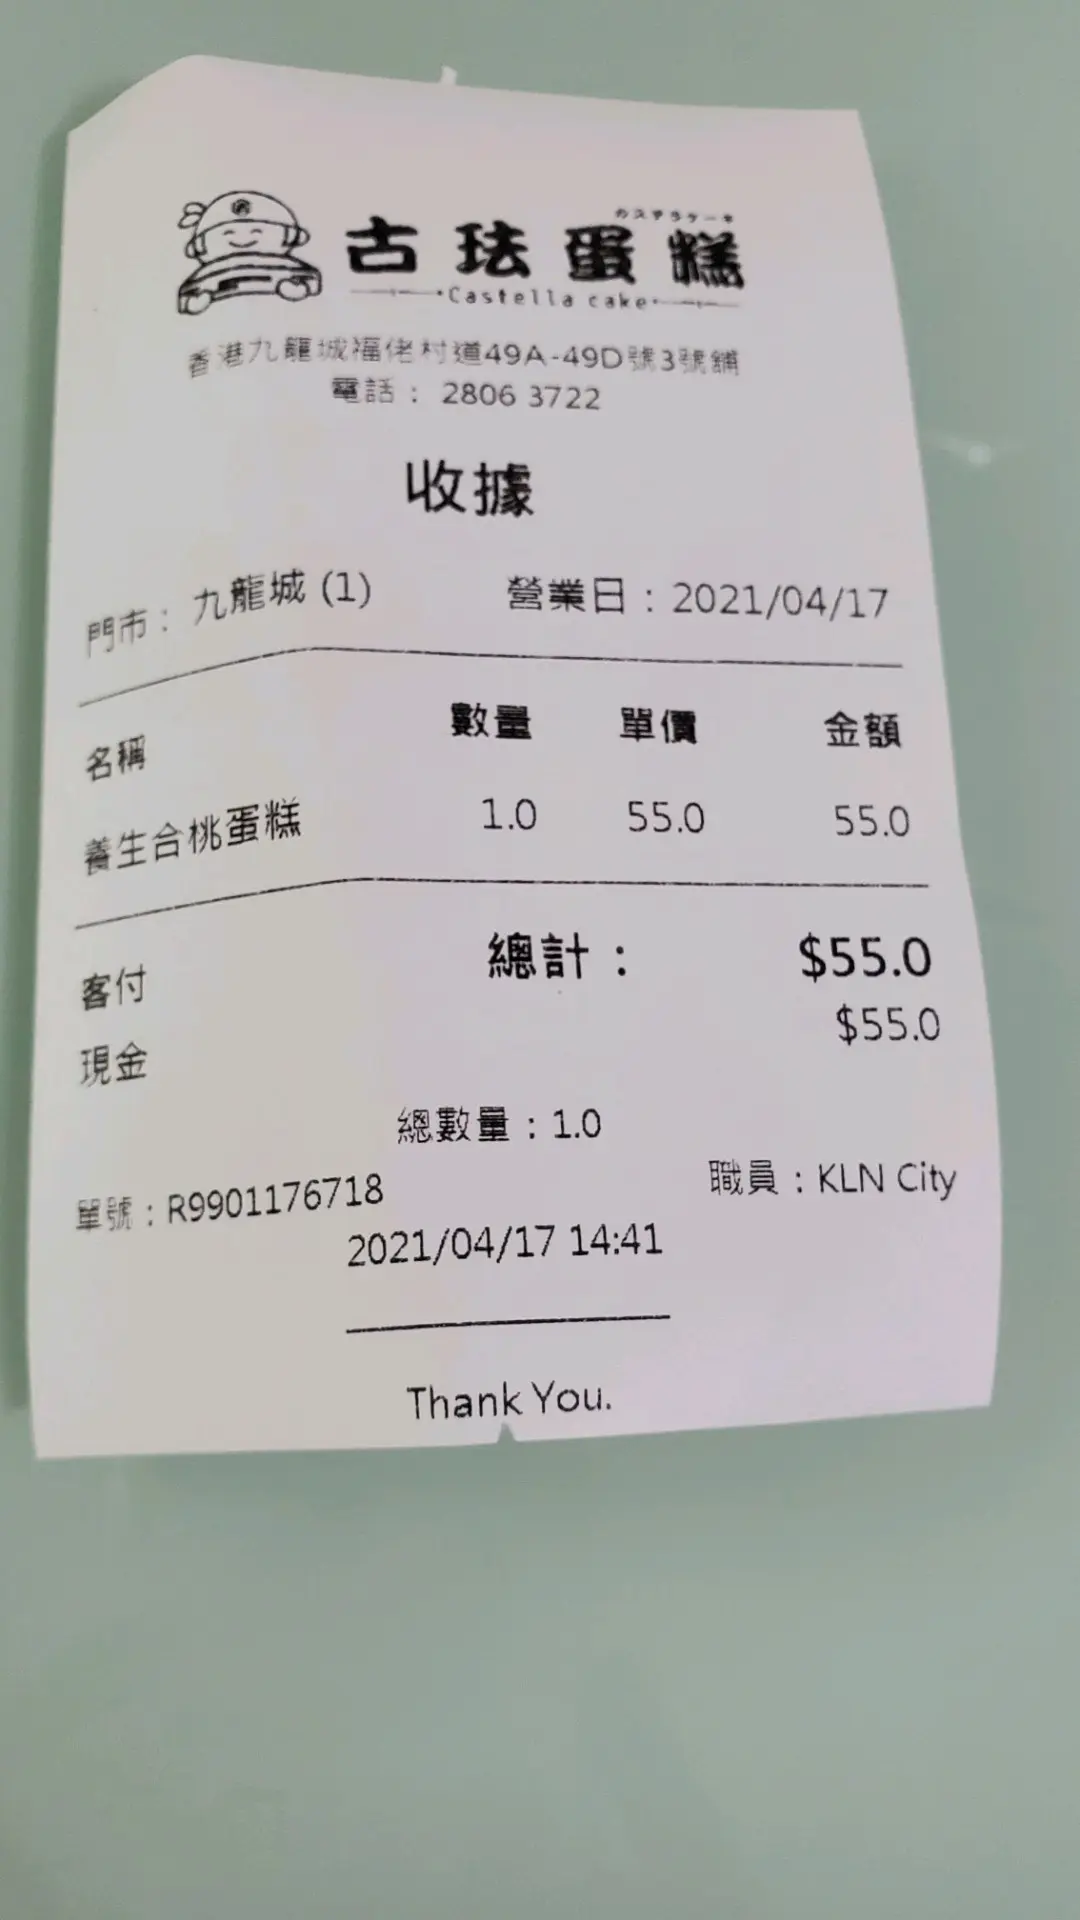 カステラケーキ
古琺蛋糕
Castella cake
香港九龍城福佬村道49A-49D號3號舖
電話： 2806 3722
收據
門市：九龍城 (1) 營業日：2021/04/17
名稱 數量 單價 金額
養生合桃蛋糕 1.0 55.0 55.0
總計： $55.0
客付 $55.0
現金
總數量：1.0
單號：R9901176718 職員：KLN City
2021/04/17 14:41
Thank You.